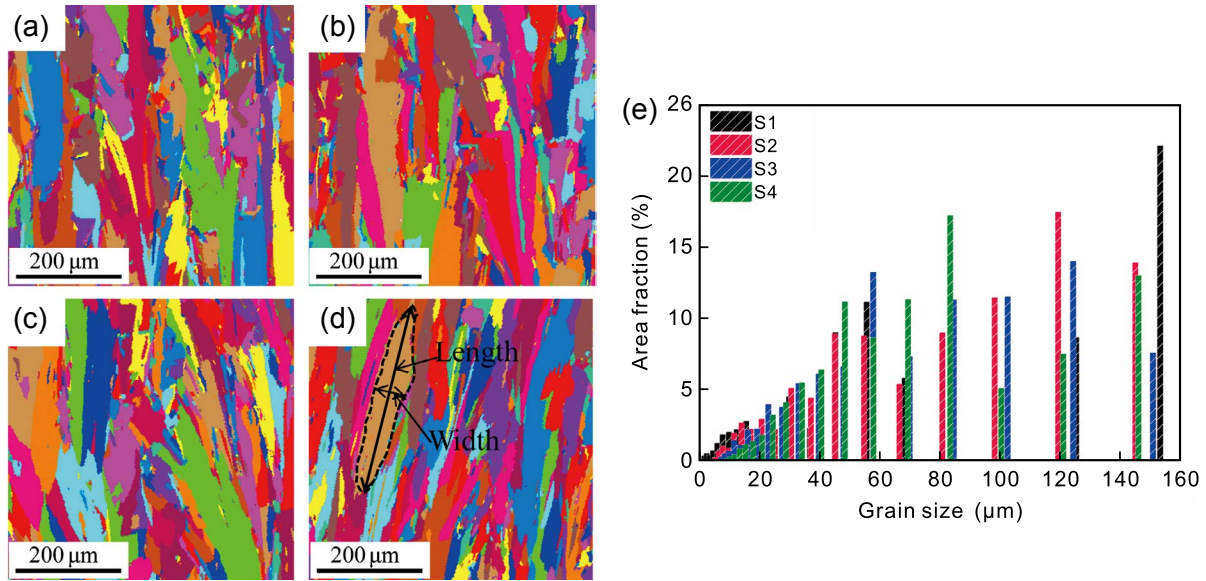 (a)
200 μm
(b)
200 μm
(c)
200 μm
(d)
Length
Width
200 μm
(e)
Area fraction (%)
26
20
15
10
5
0
S1
S2
S3
S4
0 20 40 60 80 100 120 140 160
Grain size (μm)